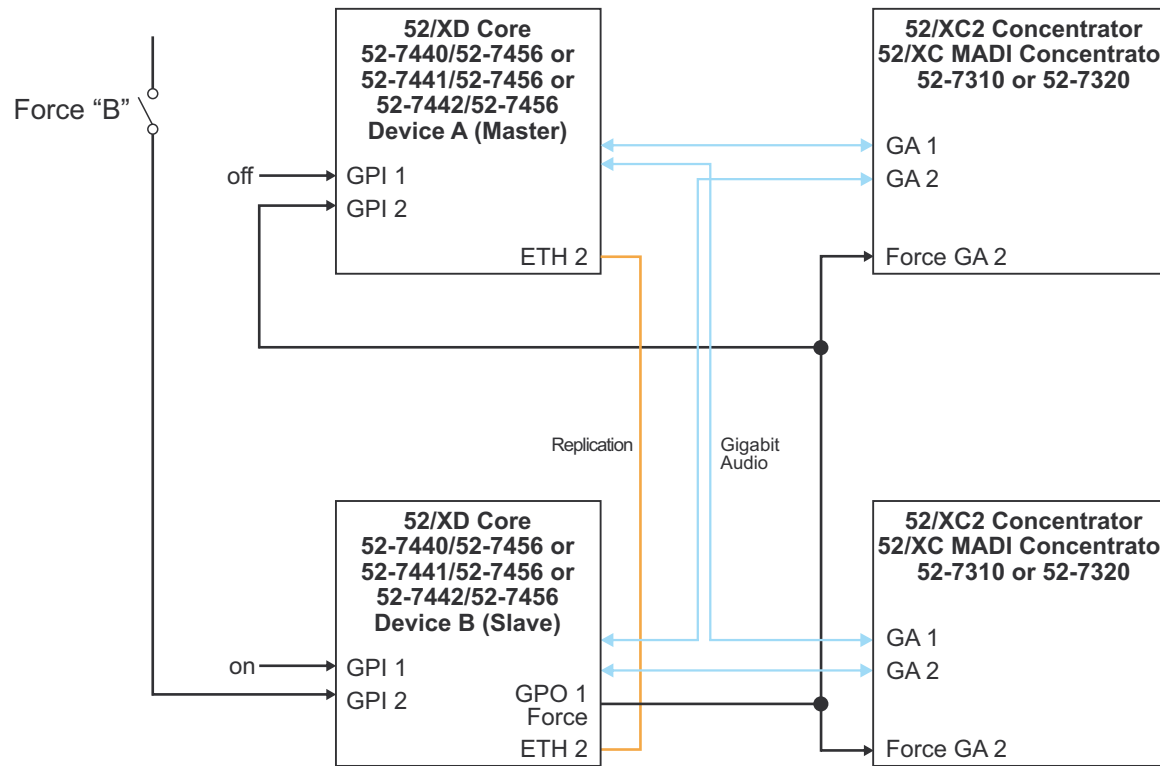 52/XD Core
52-7440/52-7456 or
52-7441/52-7456 or
52-7442/52-7456
Device A (Master)
GPI 1
GPI 2
ETH 2
off
Force “B”
52/XC2 Concentrator
52/XC MADI Concentrato
52-7310 or 52-7320
GA 1
GA 2
Force GA 2
Replication
Gigabit
Audio
52/XD Core
52-7440/52-7456 or
52-7441/52-7456 or
52-7442/52-7456
Device B (Slave)
on
GPI 1
GPI 2
GPO 1
Force
ETH 2
52/XC2 Concentrator
52/XC MADI Concentrato
52-7310 or 52-7320
GA 1
GA 2
Force GA 2